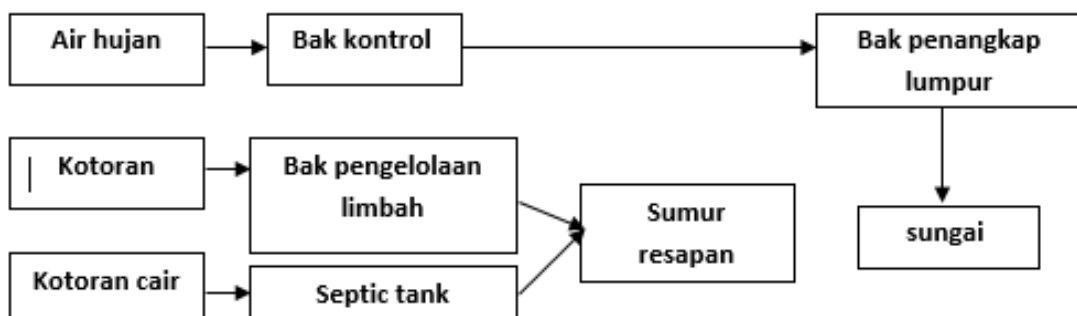 Air hujan
Bak kontrol
Bak penangkap
lumpur
Kotoran
Bak pengelolaan
limbah
Sumur
resapan
sungai
Kotoran cair
Septic tank